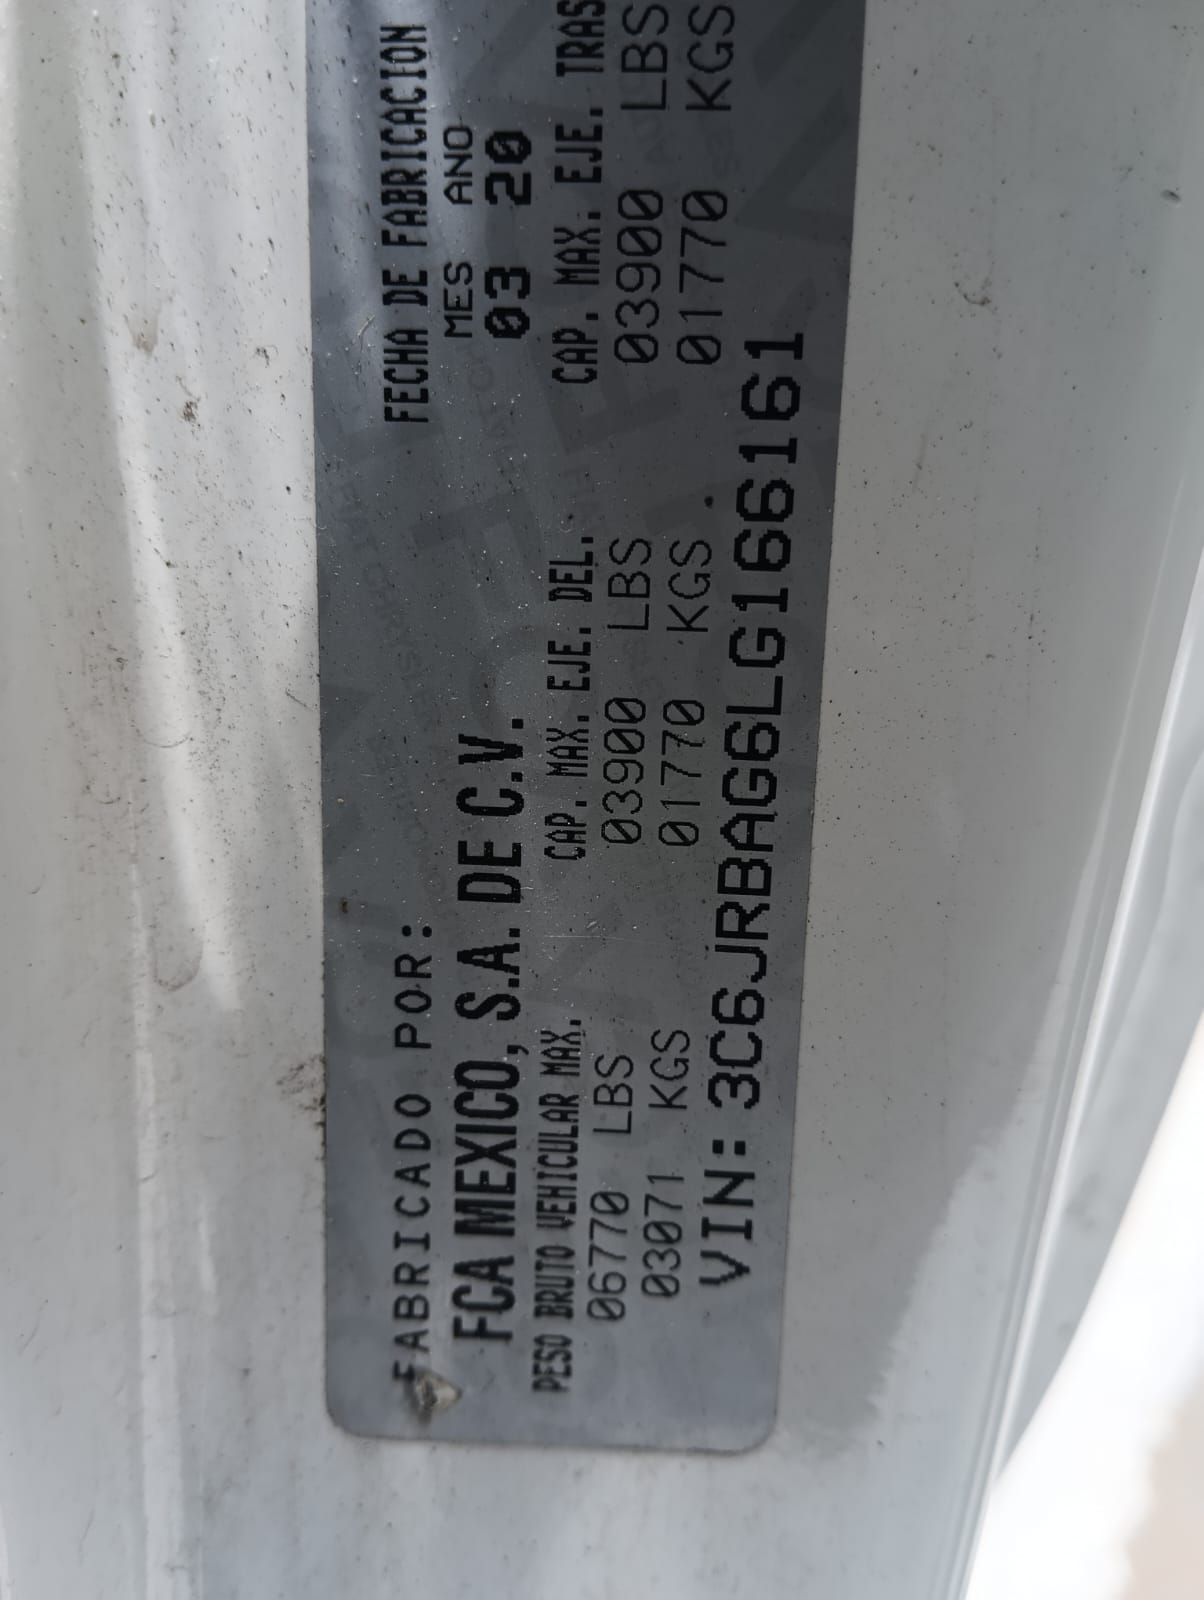 FABRICADO POR:
FECHA DE FABRICACION
MES ANO
FCA MEXICO, S.A. DE C.V.
03 20
PESO BRUTO VEHICULAR MAX.
CAP. MAX. EJE. DEL.
CAP. MAX. EJE. TRAS
06770 LBS
03900 LBS
03900 LBS
03071 KGS
01770 KGS
01770 KGS
VIN: 3C6JRBAG6LG166161